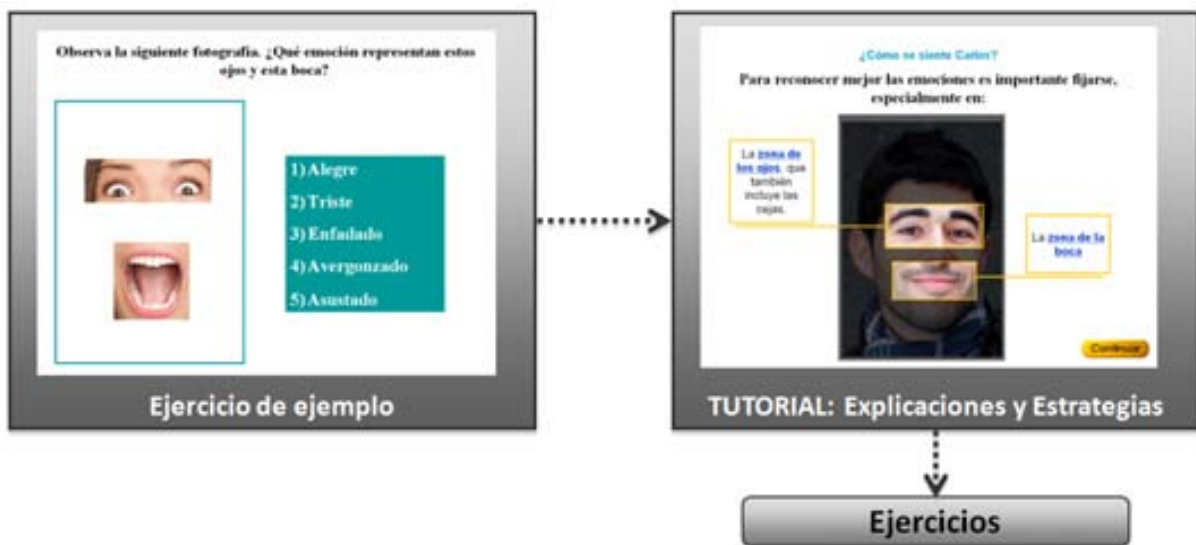 Observa la siguiente fotografía. ¿Qué emoción representan estos
ojos y esta boca?
1) Alegre
2) Triste
3) Enfadado
4) Avergonzado
5) Asustado
Ejercicio de ejemplo
¿Cómo se siente Carlos?
Para reconocer mejor las emociones es importante fijarse,
especialmente en:
La zona de
los ojos, que
también
incluye las
cejas.
La zona de la
boca
Continuar
TUTORIAL: Explicaciones y Estrategias
Ejercicios